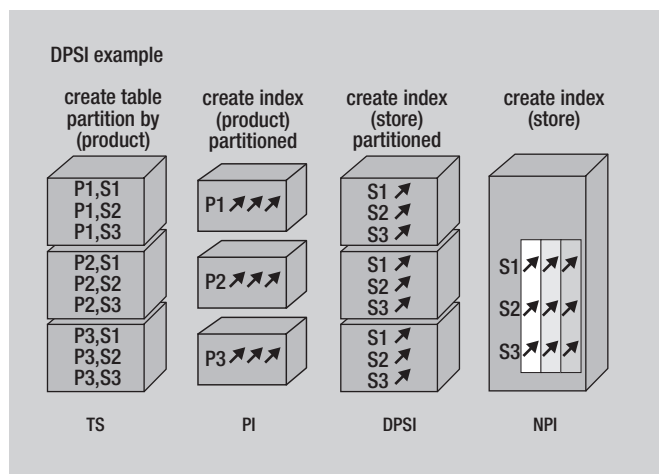 DPSI example
create table
partition by
(product)
create index
(product)
partitioned
create index
(store)
partitioned
create index
(store)
P1,S1
P1,S2
P1,S3
P2,S1
P2,S2
P2,S3
P3,S1
P3,S2
P3,S3
P1
P2
P3
S1
S2
S3
S1
S2
S3
S1
S2
S3
S1
S2
S3
TS
PI
DPSI
NPI